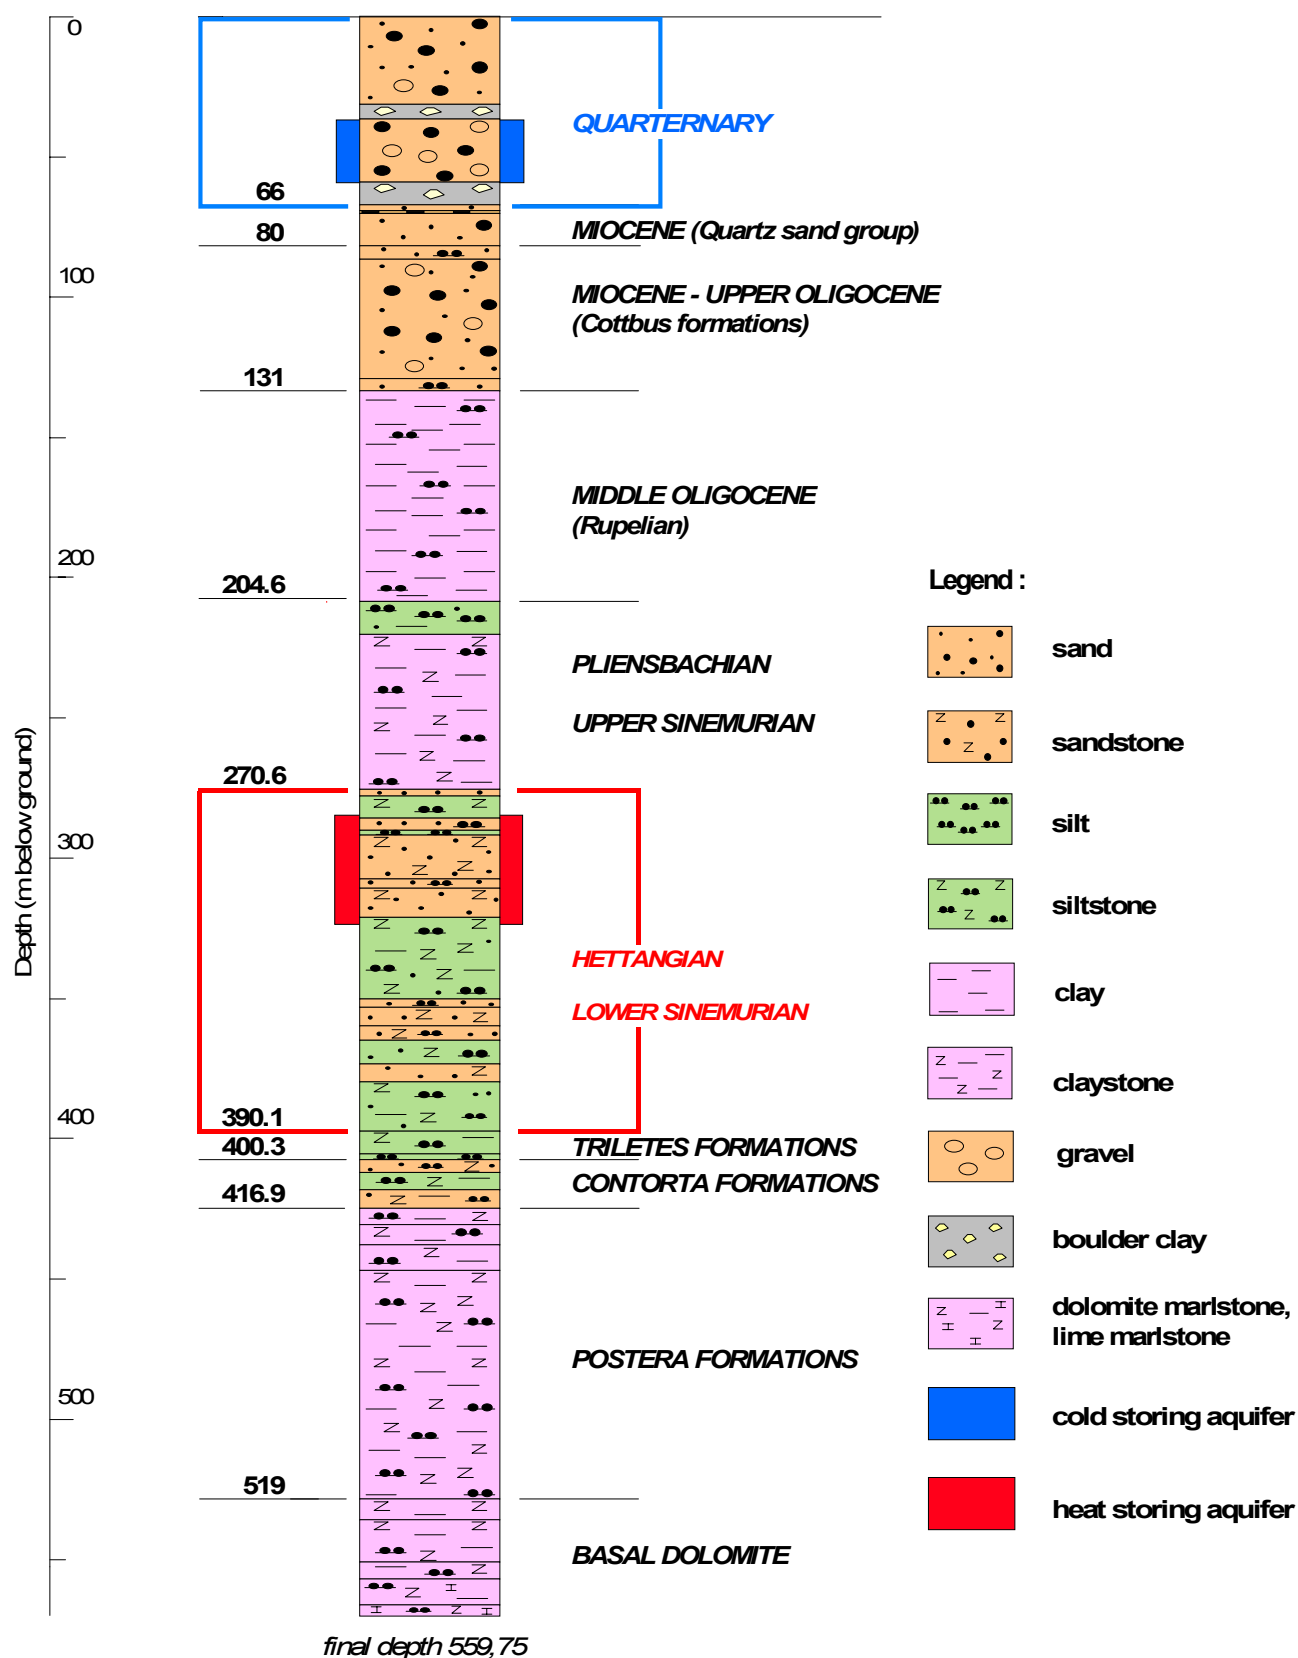 0
QUARTERNARY
66
MIOCENE (Quartz sand group)
80
100
MIOCENE - UPPER OLIGOCENE
(Cottbus formations)
131
MIDDLE OLIGOCENE
(Rupelian)
200
204.6
Legend :
sand
PLIENSBACHIAN
UPPER SINEMURIAN
sandstone
Depth (m below ground)
270.6
silt
300
siltstone
HETTANGIAN
LOWER SINEMURIAN
clay
claystone
400
390.1
400.3
TRILETES FORMATIONS
gravel
CONTORTA FORMATIONS
416.9
boulder clay
dolomite marlstone,
lime marlstone
POSTERA FORMATIONS
500
cold storing aquifer
519
heat storing aquifer
BASAL DOLOMITE
final depth 559,75